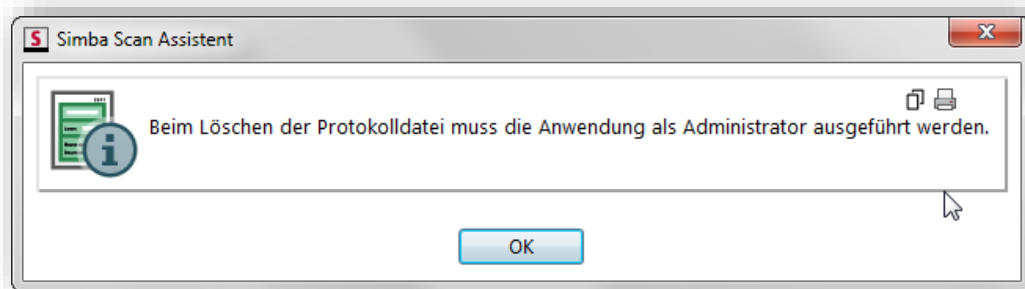 S Simba Scan Assistent
Beim Löschen der Protokolldatei muss die Anwendung als Administrator ausgeführt werden.
OK